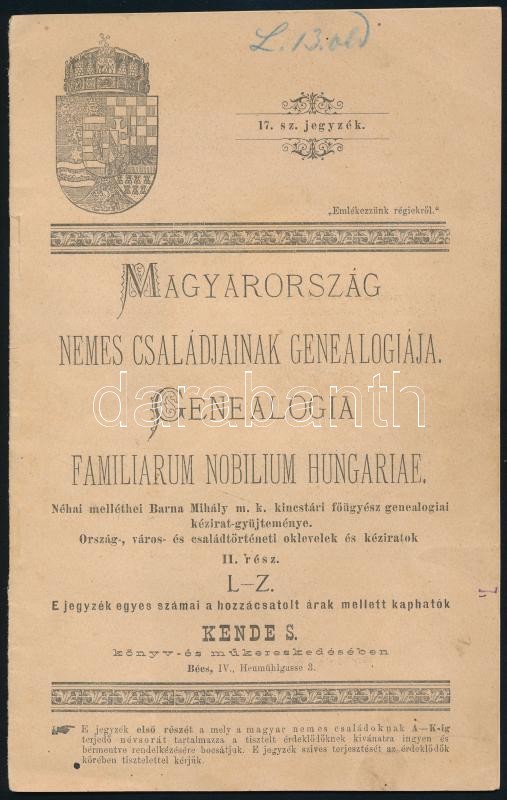 L. 13. old
17. sz. jegyzék.
„Emlékezzünk régiekről."
MAGYARORSZÁG
NEMES CSALÁDJAINAK GENEALOGIÁJA.
darabanth
GENEALOGIA
FAMILIARUM NOBILIUM HUNGARIAE.
Néhai melléthei Barna Mihály m. k. kincstári főügyész genealogiai
kézirat-gyüjteménye.
Ország-, város- és családtörténeti oklevelek és kéziratok
II. rész.
L–Z.
E jegyzék egyes számai a hozzácsatolt árak mellett kaphatók
KENDE S.
könyv- és műkereskedésében
Bécs, IV., Heumühlgasse 3.
E jegyzék első részét a mely a magyar nemes családoknak A—K-ig
terjedő névsorát tartalmazza a tisztelt érdeklődőknek kívánatra ingyen és
bérmentve rendelkezésére bocsátjuk. E jegyzék szíves terjesztését az érdeklődők
körében tisztelettel kérjük.